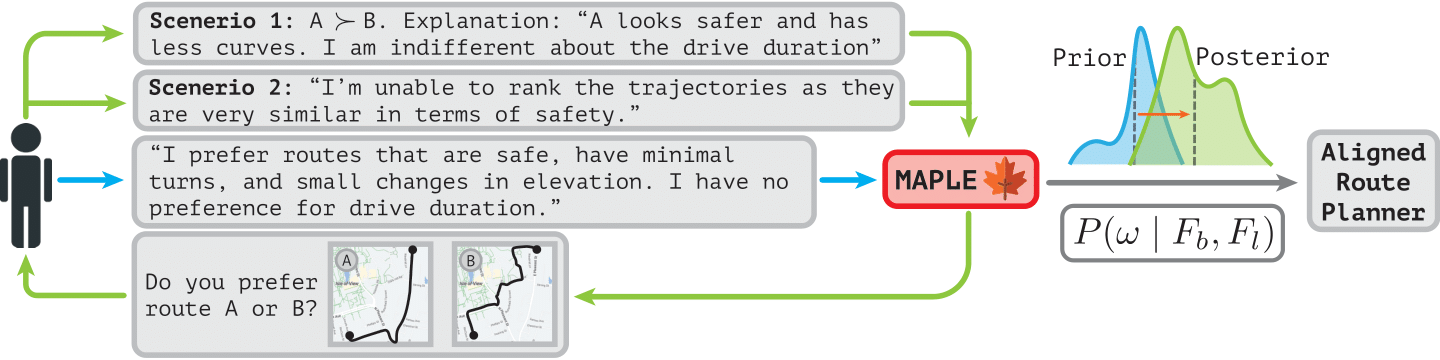 Scenerio 1: A ≻ B. Explanation: “A looks safer and has
less curves. I am indifferent about the drive duration”
Scenerio 2: “I’m unable to rank the trajectories as they
are very similar in terms of safety.”
“I prefer routes that are safe, have minimal
turns, and small changes in elevation. I have no
preference for drive duration.”
Do you prefer
route A or B?
A
B
MAPLE
Prior
Posterior
P(ω | F_b, F_l)
Aligned
Route
Planner